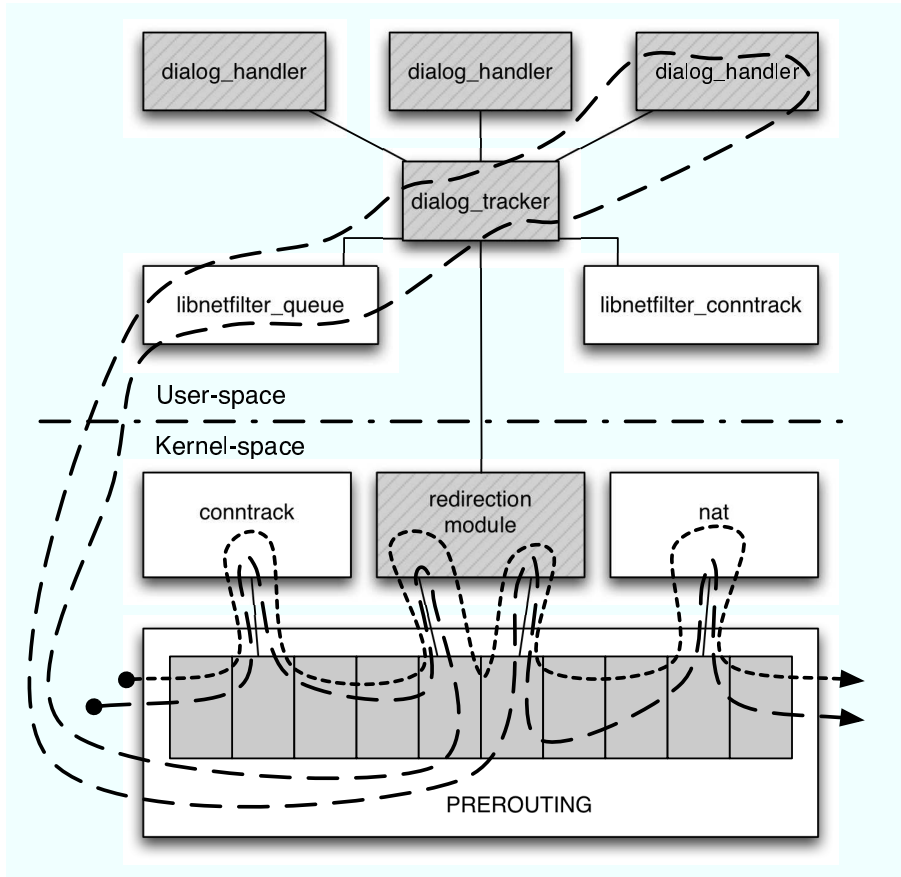 dialog_handler
dialog_handler
dialog_handler
dialog_tracker
libnetfilter_queue
libnetfilter_conntrack
User-space
Kernel-space
conntrack
redirection
module
nat
PREROUTING